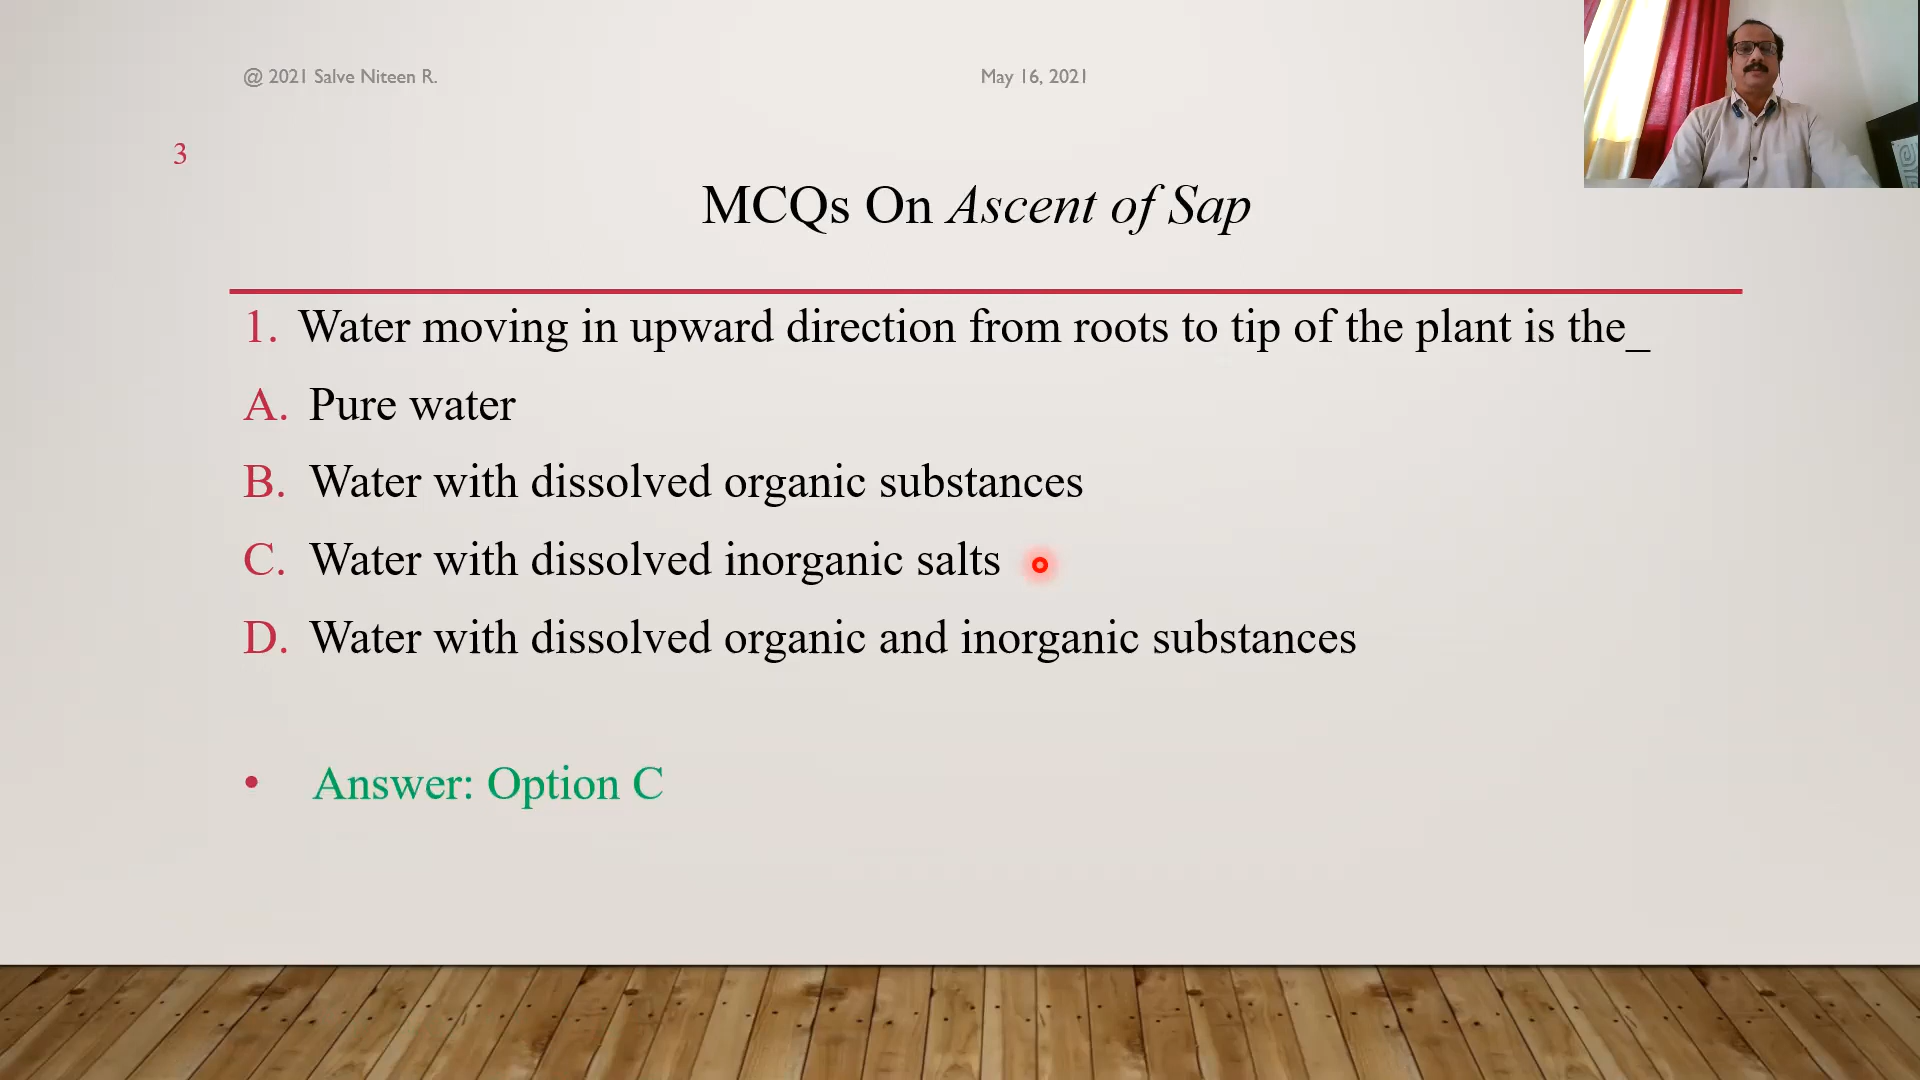 @ 2021 Salve Niteen R.
May 16, 2021
3
MCQs On Ascent of Sap
1. Water moving in upward direction from roots to tip of the plant is the_
A. Pure water
B. Water with dissolved organic substances
C. Water with dissolved inorganic salts
D. Water with dissolved organic and inorganic substances
• Answer: Option C